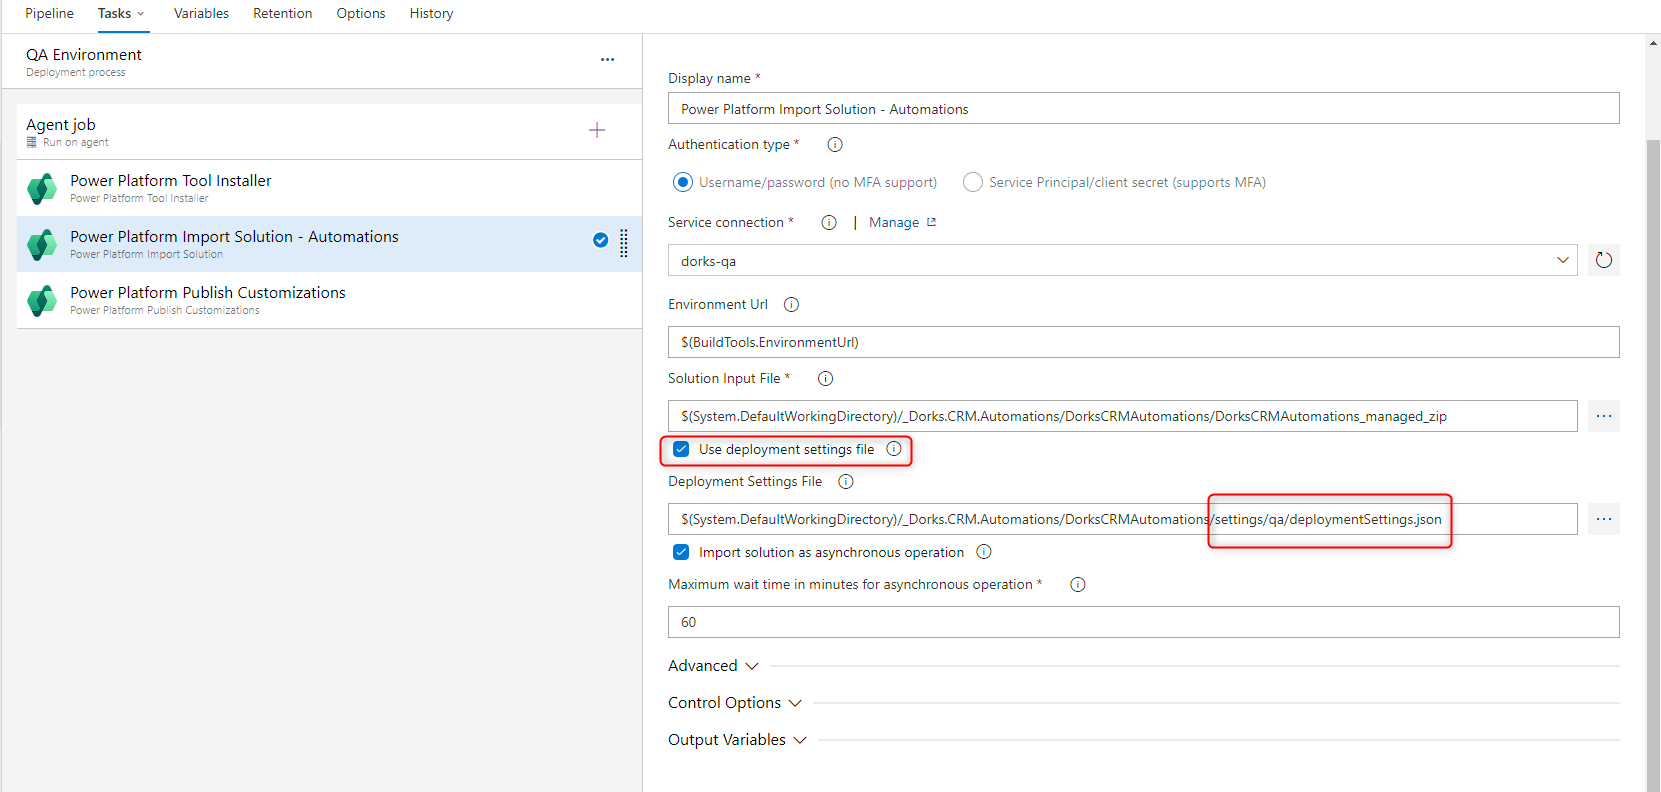 Pipeline Tasks Variables Retention Options History
QA Environment
Deployment process
Agent job
Run on agent
Power Platform Tool Installer
Power Platform Tool Installer
Power Platform Import Solution - Automations
Power Platform Import Solution
Power Platform Publish Customizations
Power Platform Publish Customizations
Display name *
Power Platform Import Solution - Automations
Authentication type *
Username/password (no MFA support) Service Principal/client secret (supports MFA)
Service connection * | Manage
dorks-qa
Environment Url
$(BuildTools.EnvironmentUrl)
Solution Input File *
$(System.DefaultWorkingDirectory)/_Dorks.CRM.Automations/DorksCRMAutomations/DorksCRMAutomations_managed_zip
Use deployment settings file
Deployment Settings File
$(System.DefaultWorkingDirectory)/_Dorks.CRM.Automations/DorksCRMAutomations/settings/qa/deploymentSettings.json
Import solution as asynchronous operation
Maximum wait time in minutes for asynchronous operation *
60
Advanced
Control Options
Output Variables